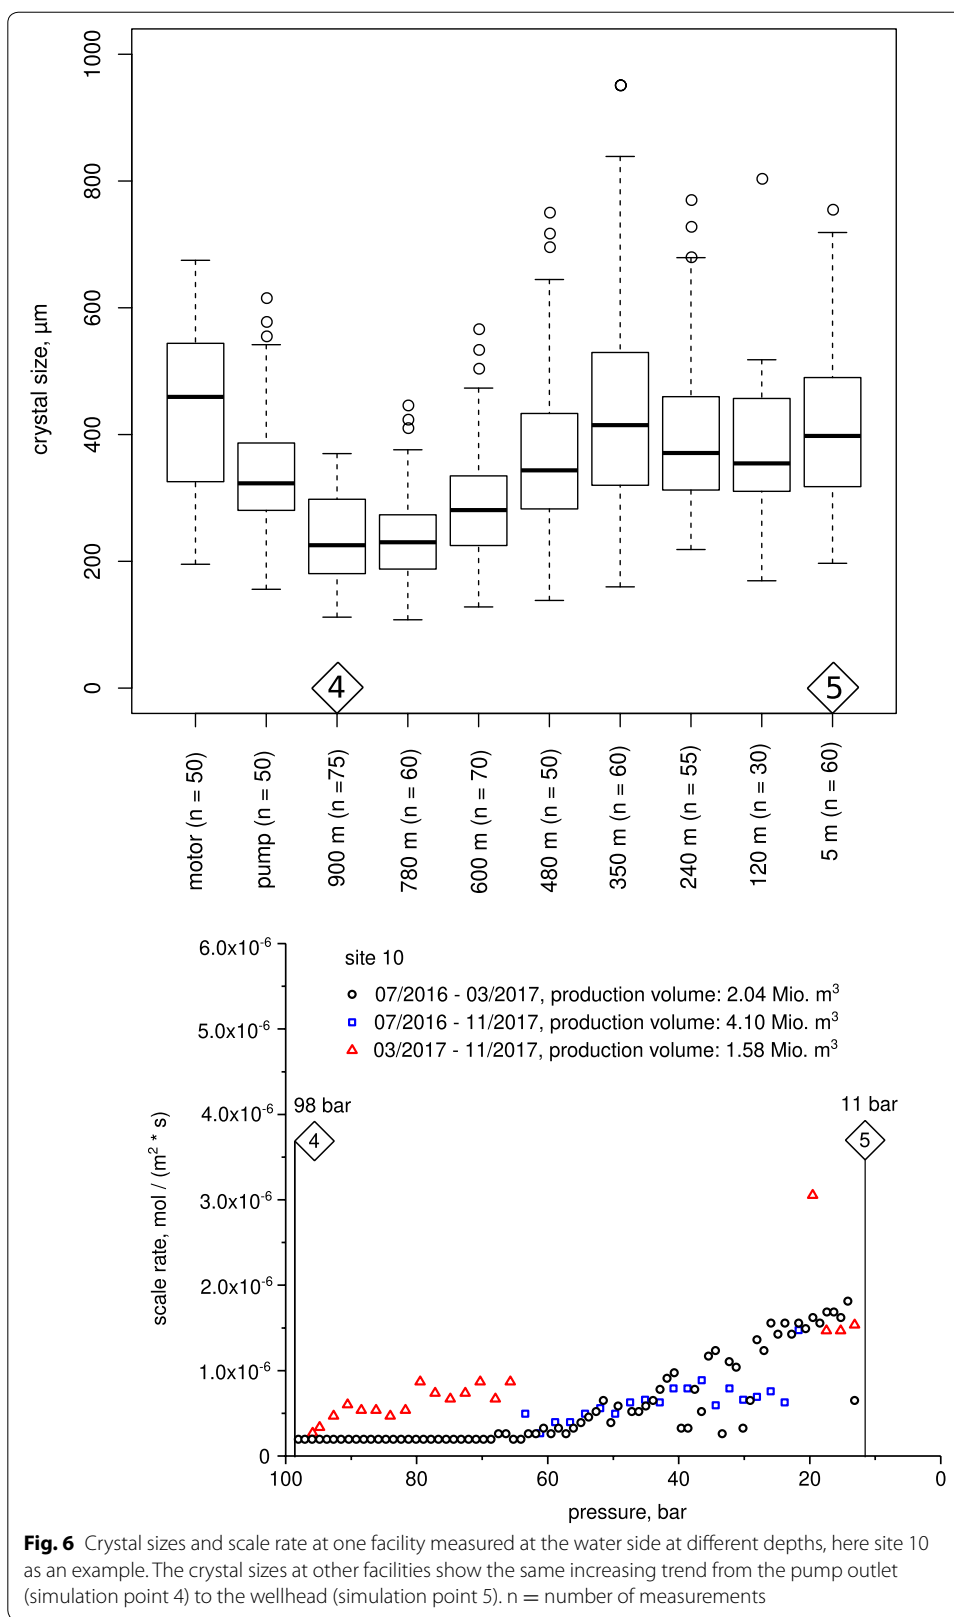 1000
800
600
400
200
0
crystal size, µm
4
5
motor (n = 50)
pump (n = 50)
900 m (n =75)
780 m (n = 60)
600 m (n = 70)
480 m (n = 50)
350 m (n = 60)
240 m (n = 55)
120 m (n = 30)
5 m (n = 60)
6.0x10⁻⁶
5.0x10⁻⁶
4.0x10⁻⁶
3.0x10⁻⁶
2.0x10⁻⁶
1.0x10⁻⁶
0
scale rate, mol / (m² * s)
site 10
07/2016 - 03/2017, production volume: 2.04 Mio. m³
07/2016 - 11/2017, production volume: 4.10 Mio. m³
03/2017 - 11/2017, production volume: 1.58 Mio. m³
98 bar
4
11 bar
5
100
80
60
40
20
0
pressure, bar
Fig. 6 Crystal sizes and scale rate at one facility measured at the water side at different depths, here site 10
as an example. The crystal sizes at other facilities show the same increasing trend from the pump outlet
(simulation point 4) to the wellhead (simulation point 5). n = number of measurements